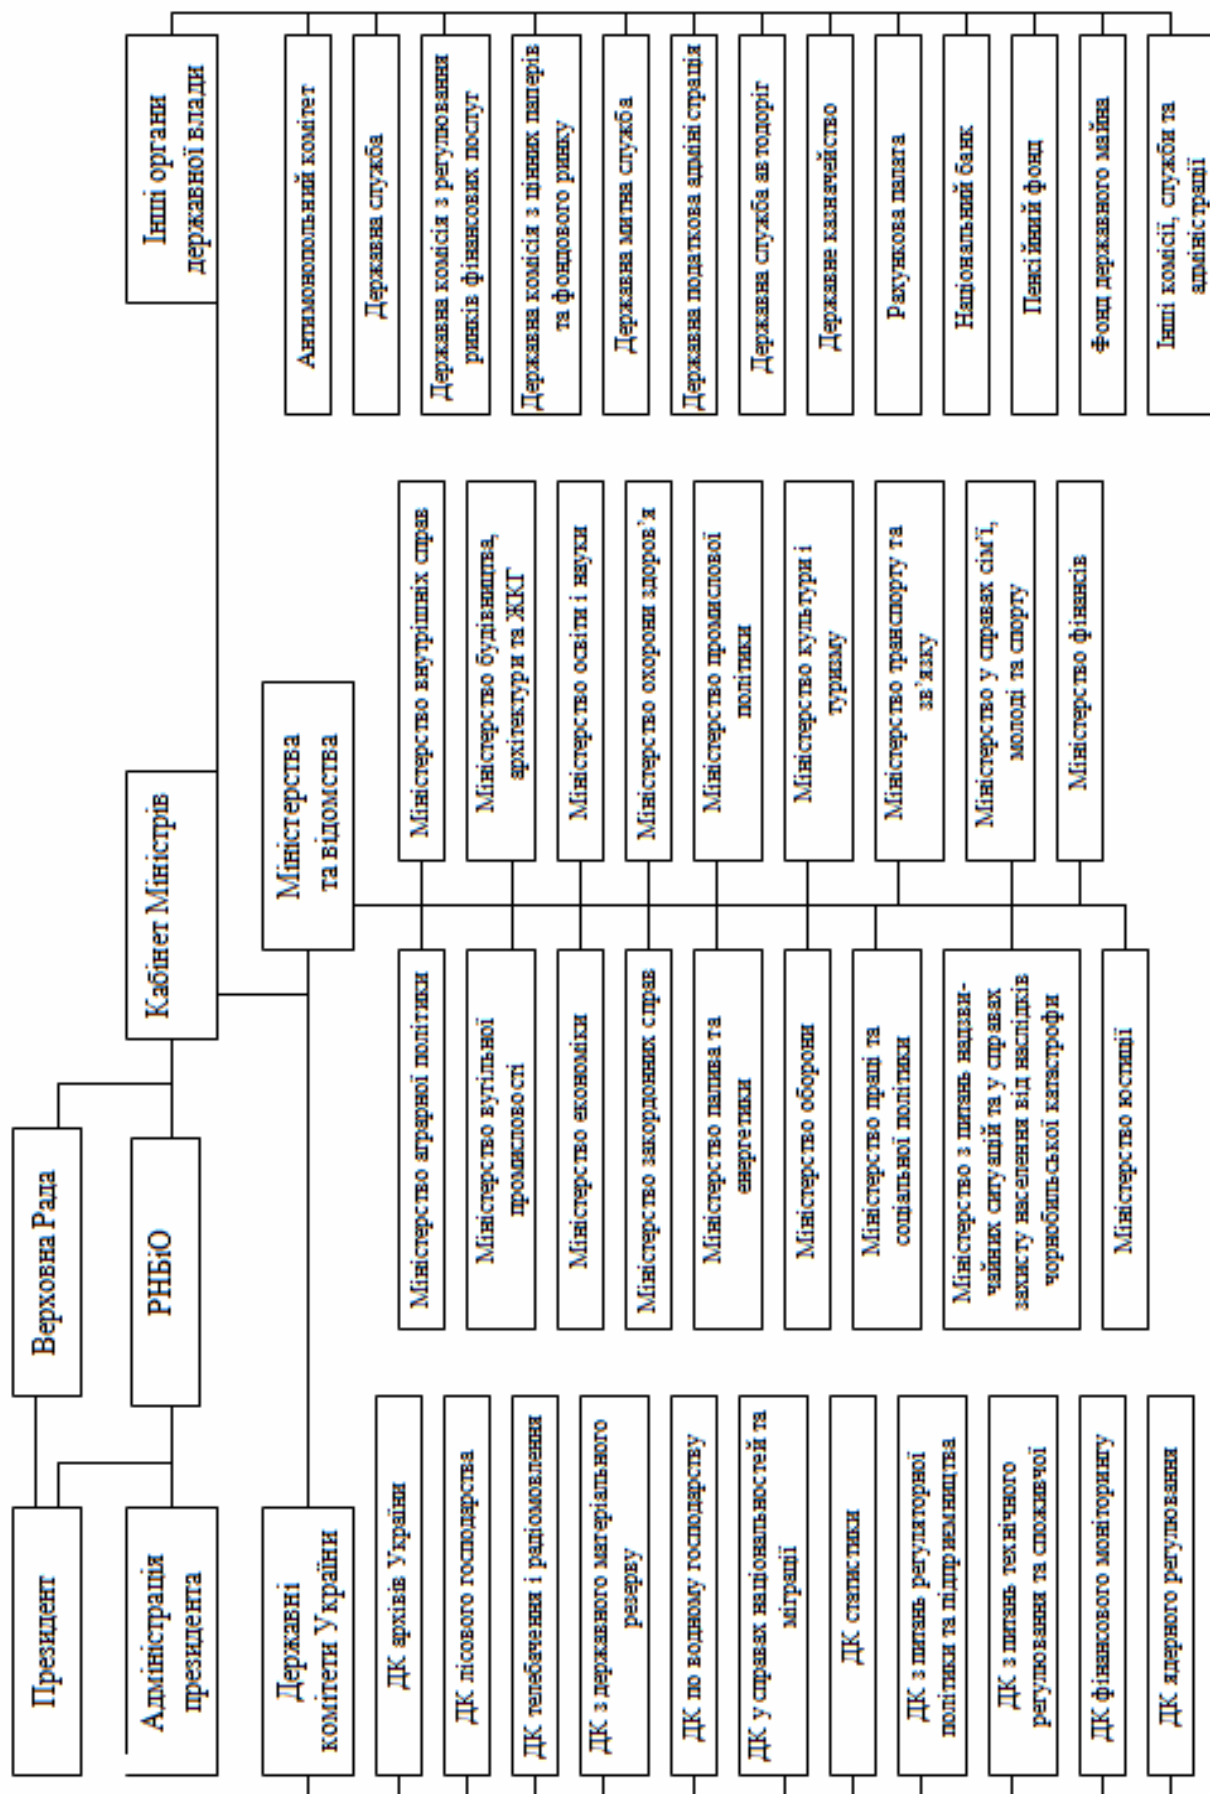 Президент
Верховна Рада
Адміністрація
президента
РНБіО
Кабінет Міністрів
Інші органи
державної влади
Державні
комітети України
Міністерства
та відомства
ДК архівів України
ДК лісового господарства
ДК телебачення і радіомовлення
ДК з державного матеріального
резерву
ДК по водному господарству
ДК у справах національностей та
міграції
ДК статистики
ДК з питань регуляторної
політики та підприємництва
ДК з питань технічного
регулювання та споживчої
ДК фінансового моніторингу
ДК ядерного регулювання
Міністерство аграрної політики
Міністерство вугільної
промисловості
Міністерство економіки
Міністерство закордонних справ
Міністерство палива та
енергетики
Міністерство оборони
Міністерство праці та
соціальної політики
Міністерство з питань надзви-
чайних ситуацій та у справах
захисту населення від наслідків
чорнобильської катастрофи
Міністерство юстиції
Міністерство внутрішніх справ
Міністерство будівництва,
архітектури та ЖКГ
Міністерство освіти і науки
Міністерство охорони здоров’я
Міністерство промислової
політики
Міністерство культури і
туризму
Міністерство транспорту та
зв’язку
Міністерство у справах сім’ї,
молоді та спорту
Міністерство фінансів
Антимонопольний комітет
Державна служба
Державна комісія з регулювання
ринків фінансових послуг
Державна комісія з цінних паперів
та фондового ринку
Державна митна служба
Державна податкова адміністрація
Державна служба автодоріг
Державне казначейство
Рахункова палата
Національний банк
Пенсійний фонд
Фонд державного майна
Інші комісії, служби та
адміністрації